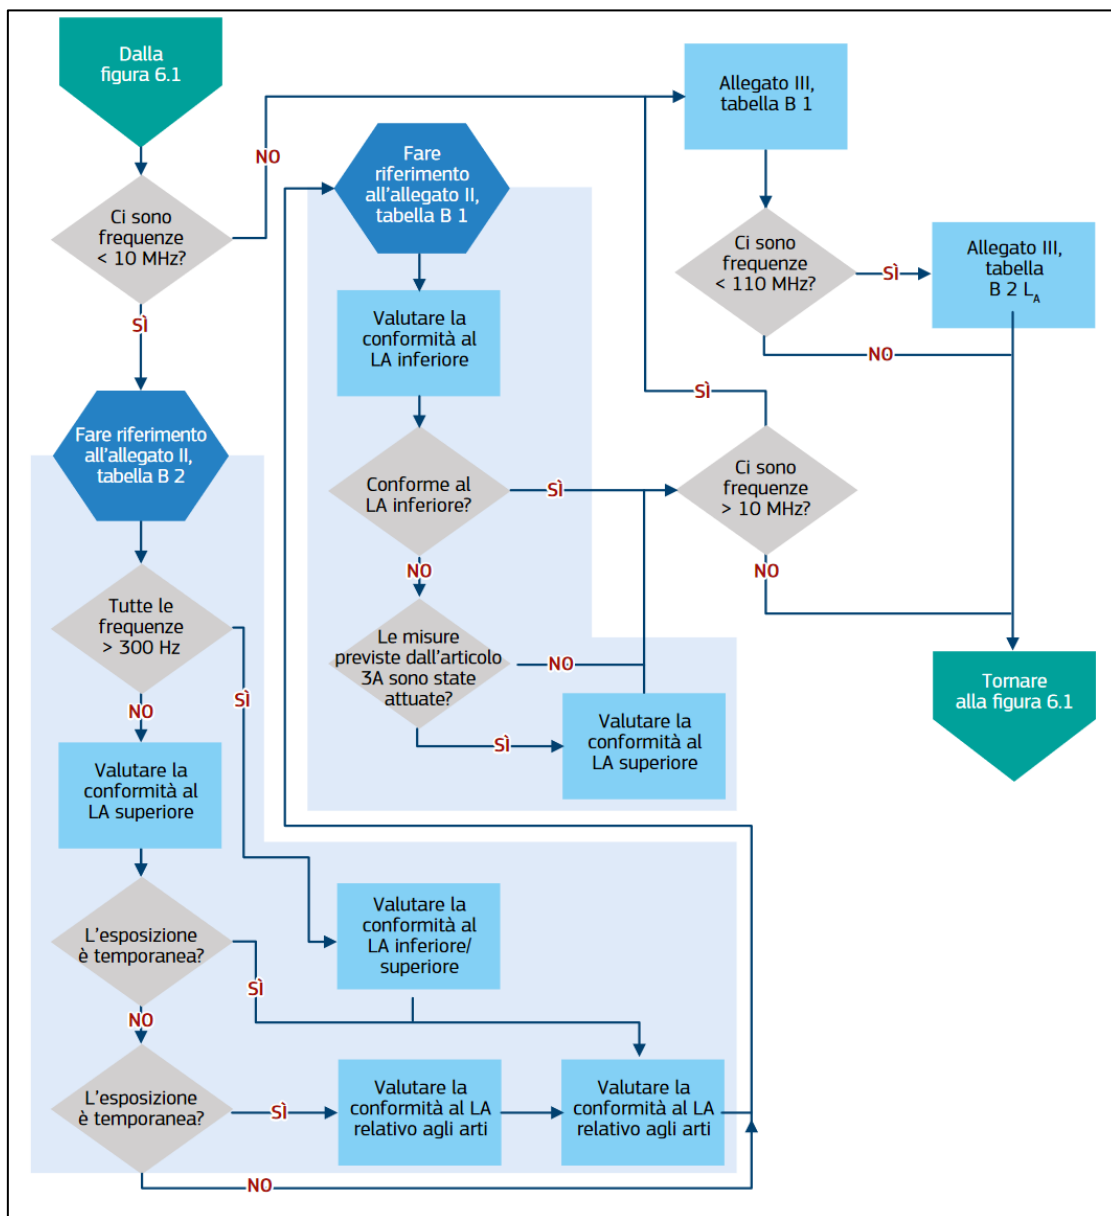 Dalla
figura 6.1
Ci sono
frequenze
< 10 MHz?
NO
SÌ
Fare riferimento
all'allegato II,
tabella B 2
Tutte le
frequenze
> 300 Hz
SÌ
NO
Valutare la
conformità al
LA superiore
L'esposizione
è temporanea?
SÌ
NO
L'esposizione
è temporanea?
SÌ
NO
Valutare la
conformità al
LA inferiore/
superiore
Valutare la
conformità al LA
relativo agli arti
Valutare la
conformità al LA
relativo agli arti
Fare
riferimento
all'allegato II,
tabella B 1
Valutare la
conformità al
LA inferiore
Conforme al
LA inferiore?
SÌ
NO
Le misure
previste dall'articolo
3A sono state
attuate?
NO
SÌ
Valutare la
conformità al
LA superiore
Ci sono
frequenze
> 10 MHz?
SÌ
NO
Allegato III,
tabella B 1
Ci sono
frequenze
< 110 MHz?
SÌ
NO
Allegato III,
tabella
B 2 LA
Tornare
alla figura 6.1